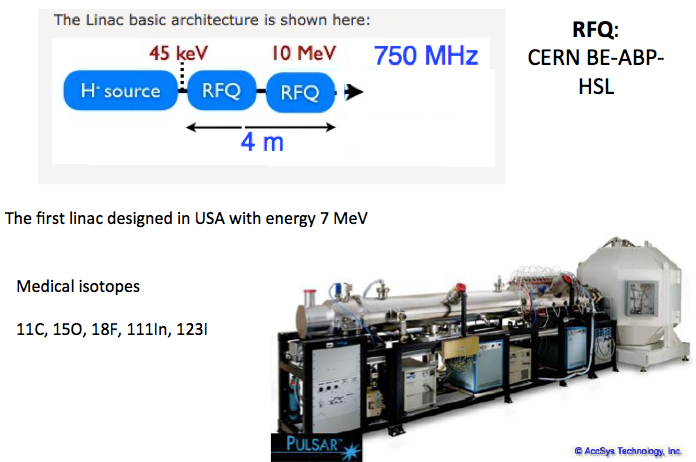 The Linac basic architecture is shown here:
45 keV
10 MeV
750 MHz
H- source
RFQ
RFQ
4 m
RFQ:
CERN BE-ABP-
HSL
The first linac designed in USA with energy 7 MeV
Medical isotopes
11C, 15O, 18F, 111In, 123I
PULSAR™
© AccSys Technology, Inc.